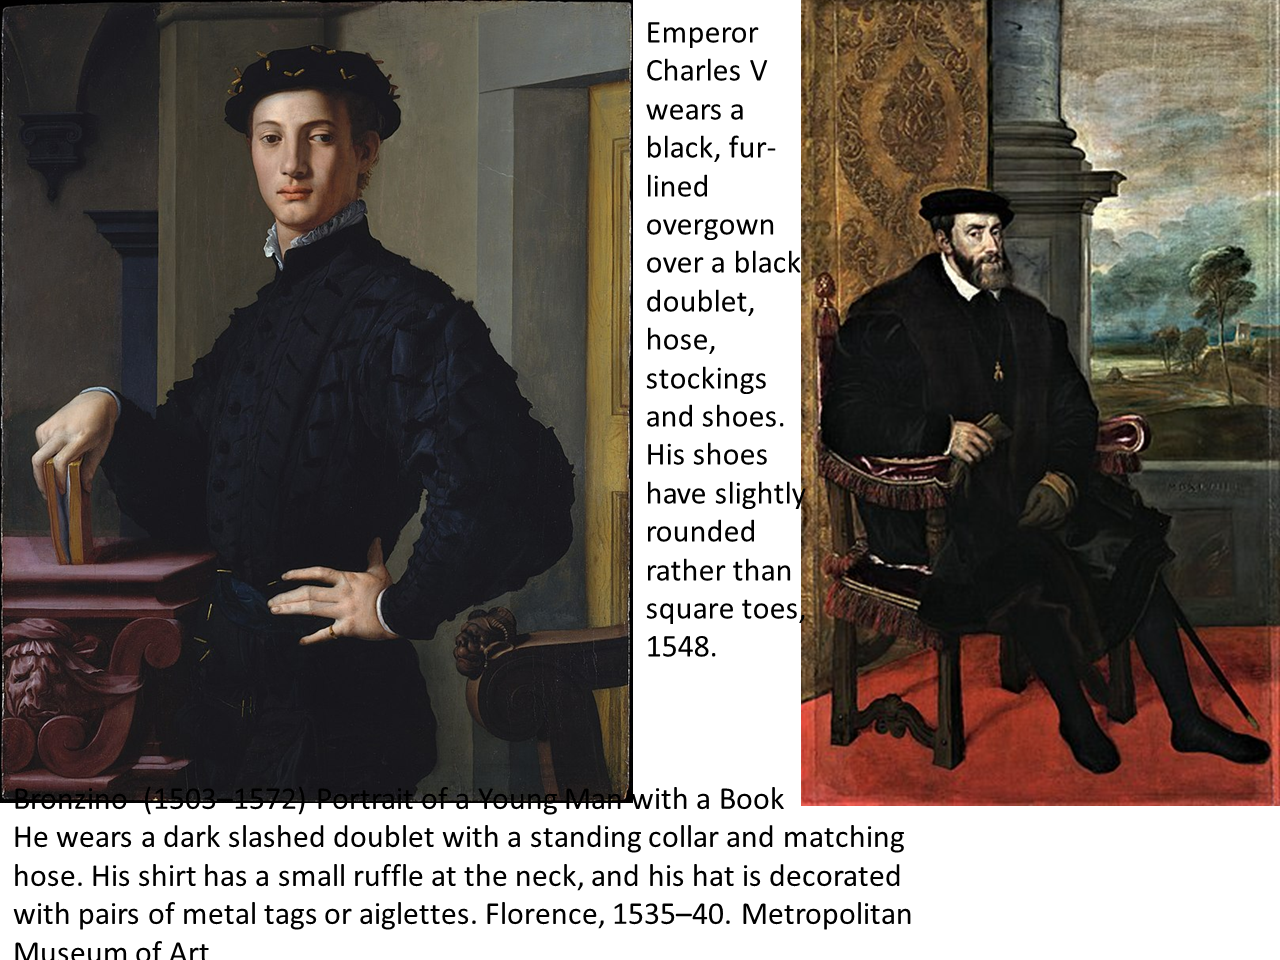 Emperor
Charles V
wears a
black, fur-
lined
overgown
over a black
doublet,
hose,
stockings
and shoes.
His shoes
have slightly
rounded
rather than
square toes,
1548.
Bronzino (1503–1572) Portrait of a Young Man with a Book
He wears a dark slashed doublet with a standing collar and matching
hose. His shirt has a small ruffle at the neck, and his hat is decorated
with pairs of metal tags or aiglettes. Florence, 1535–40. Metropolitan
Museum of Art